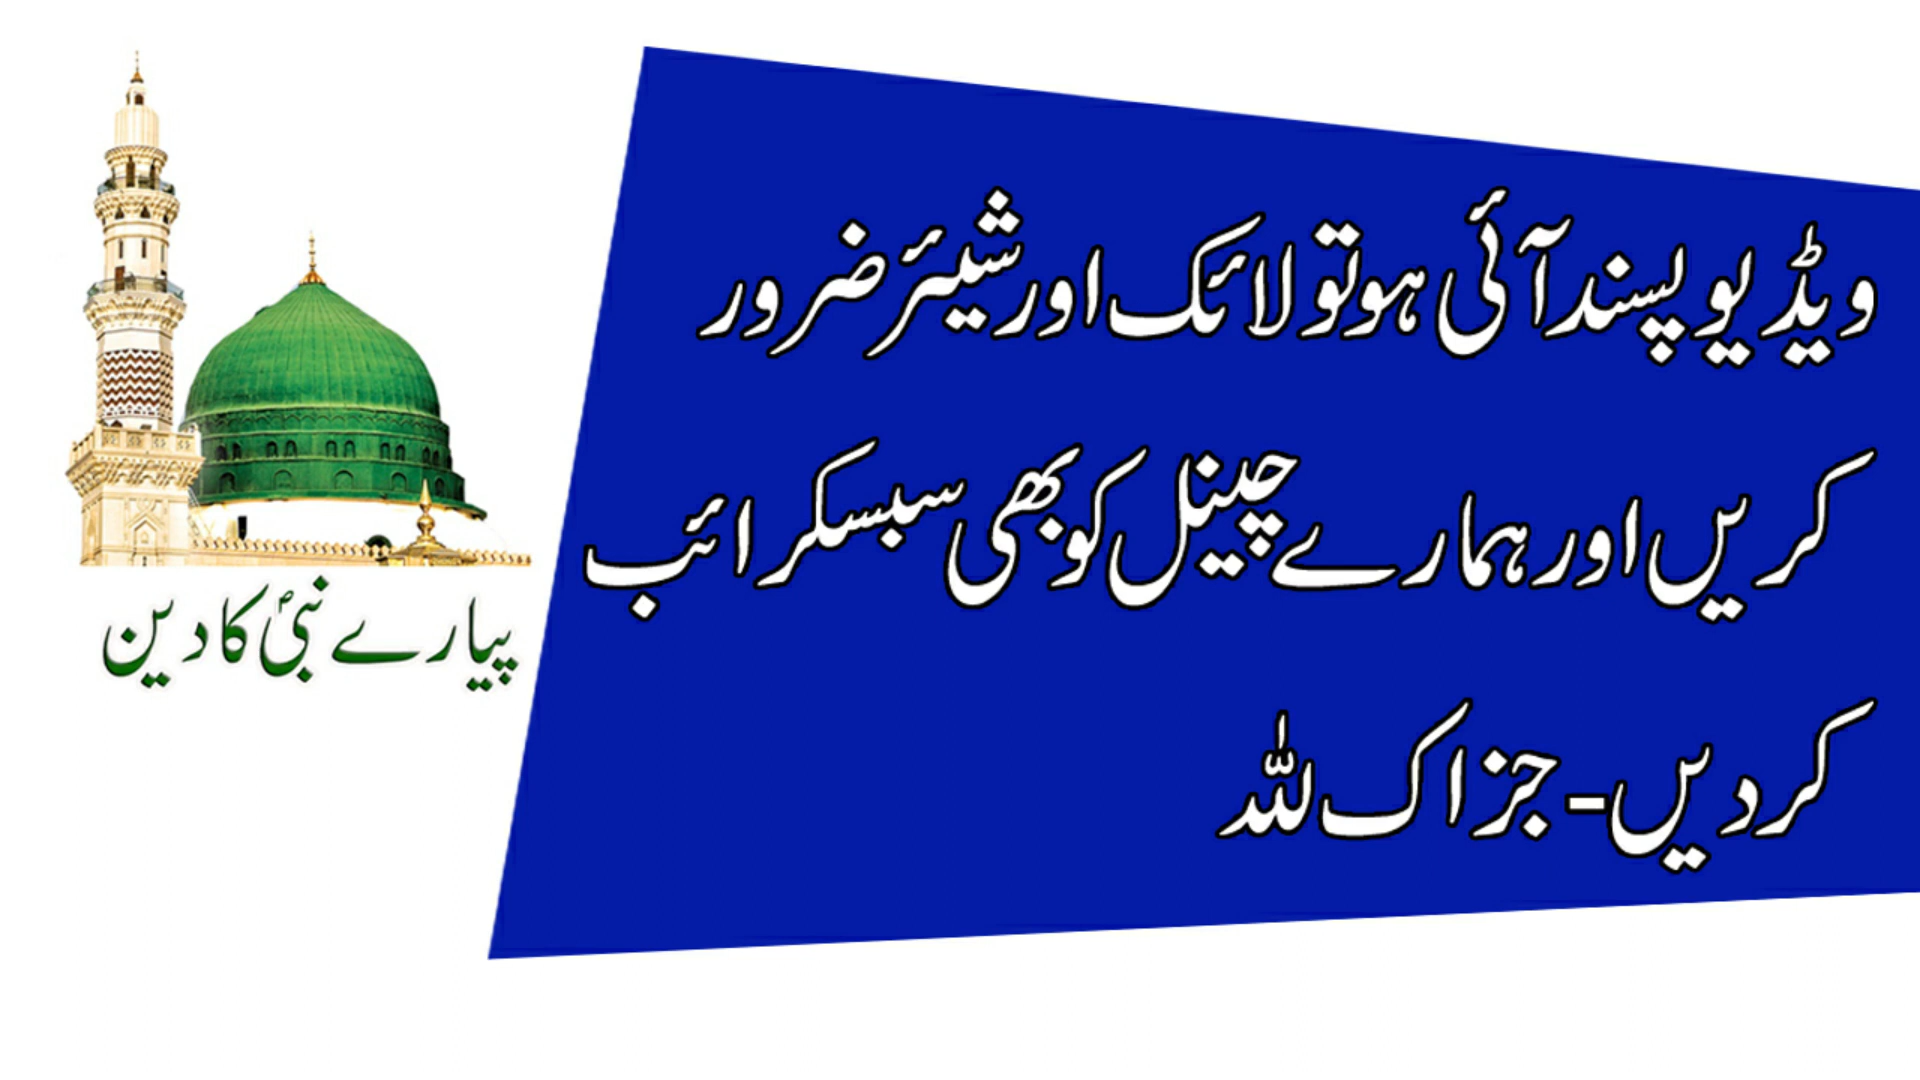 ویڈیو پسند آئی ہو تو لائک اور شیئر ضرور
کریں اور ہمارے چینل کو بھی سبسکرائب
کردیں - جزاک للہ
پیارے نبیؐ کا دین